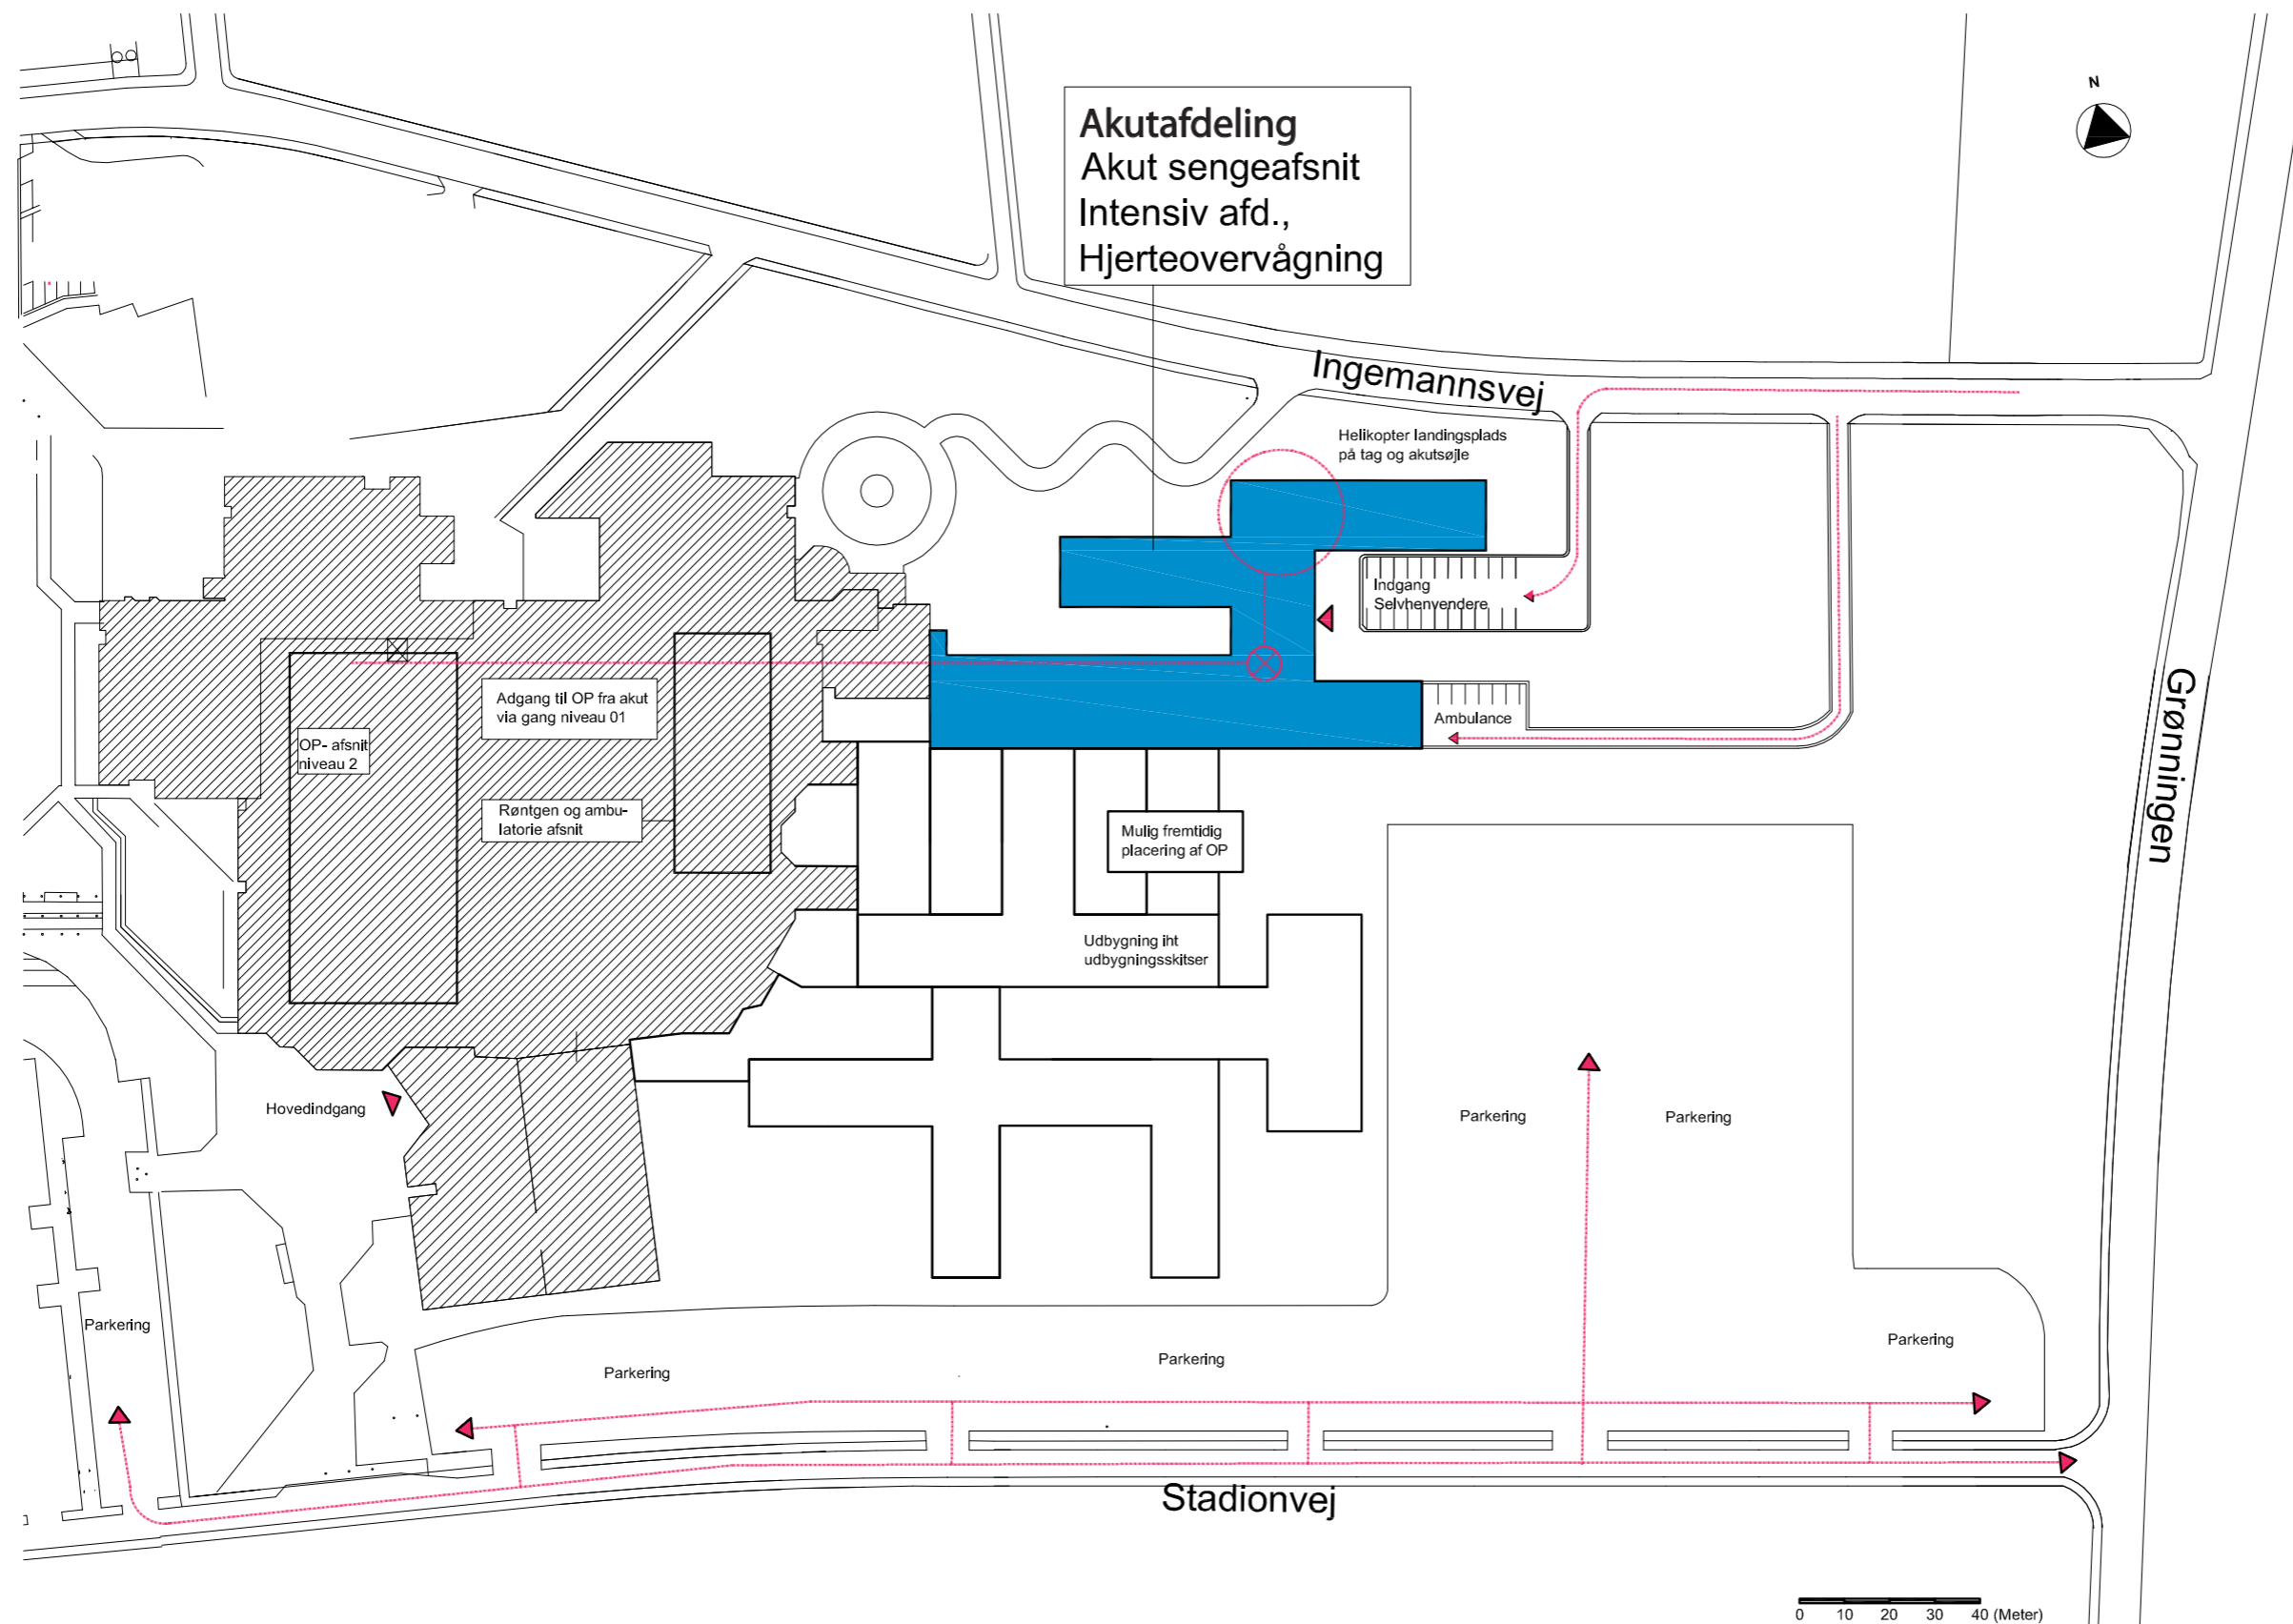 N
Akutafdeling
Akut sengeafsnit
Intensiv afd.,
Hjerteovervågning
Ingemannsvej
Helikopter landingsplads
på tag og akutsøjle
Indgang
Selvhenvendere
Grønningen
Adgang til OP fra akut
via gang niveau 01
Ambulance
OP- afsnit
niveau 2
Røntgen og ambu-
latorie afsnit
Mulig fremtidig
placering af OP
Udbygning iht
udbygningsskitser
Hovedindgang
Parkering
Parkering
Parkering
Parkering
Parkering
Parkering
Stadionvej
0 10 20 30 40 (Meter)